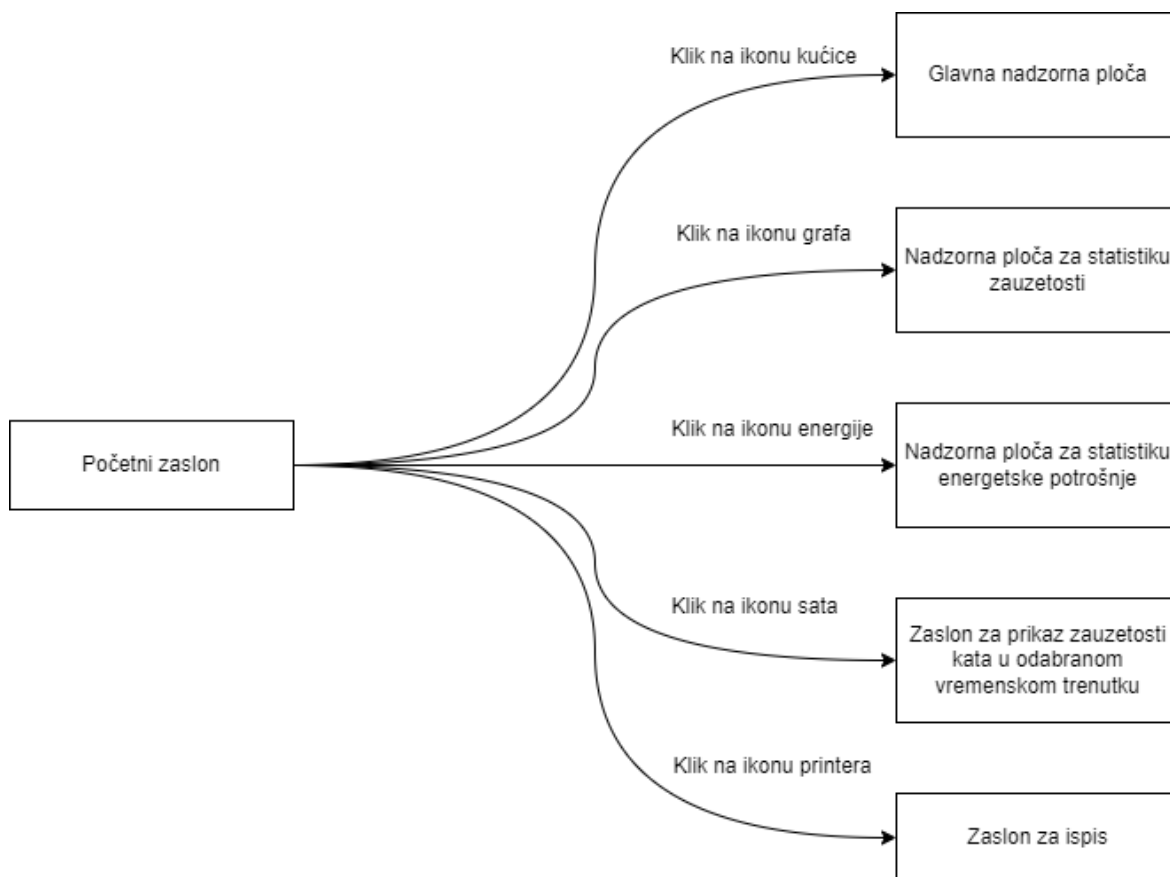 Klik na ikonu kućice
Glavna nadzorna ploča
Klik na ikonu grafa
Nadzorna ploča za statistiku
zauzetosti
Početni zaslon
Klik na ikonu energije
Nadzorna ploča za statistiku
energetske potrošnje
Klik na ikonu sata
Zaslon za prikaz zauzetosti
kata u odabranom
vremenskom trenutku
Klik na ikonu printera
Zaslon za ispis